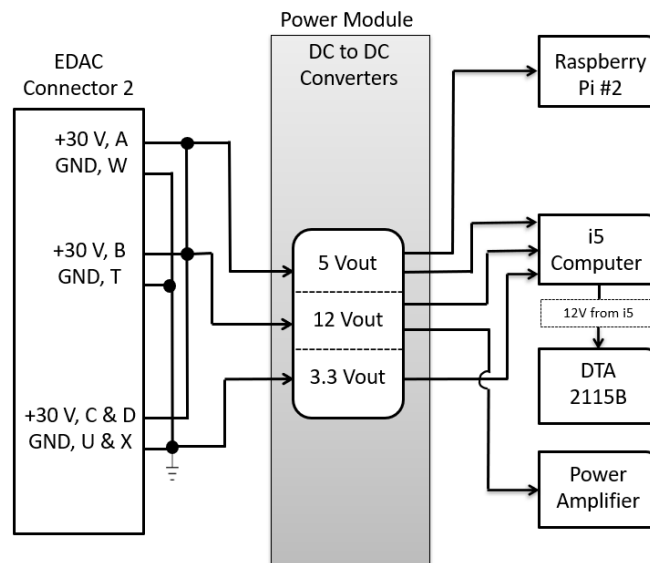 Power Module
DC to DC
Converters
EDAC
Connector 2
+30 V, A
GND, W
+30 V, B
GND, T
+30 V, C & D
GND, U & X
5 Vout
12 Vout
3.3 Vout
Raspberry
Pi #2
i5
Computer
12V from i5
DTA
2115B
Power
Amplifier